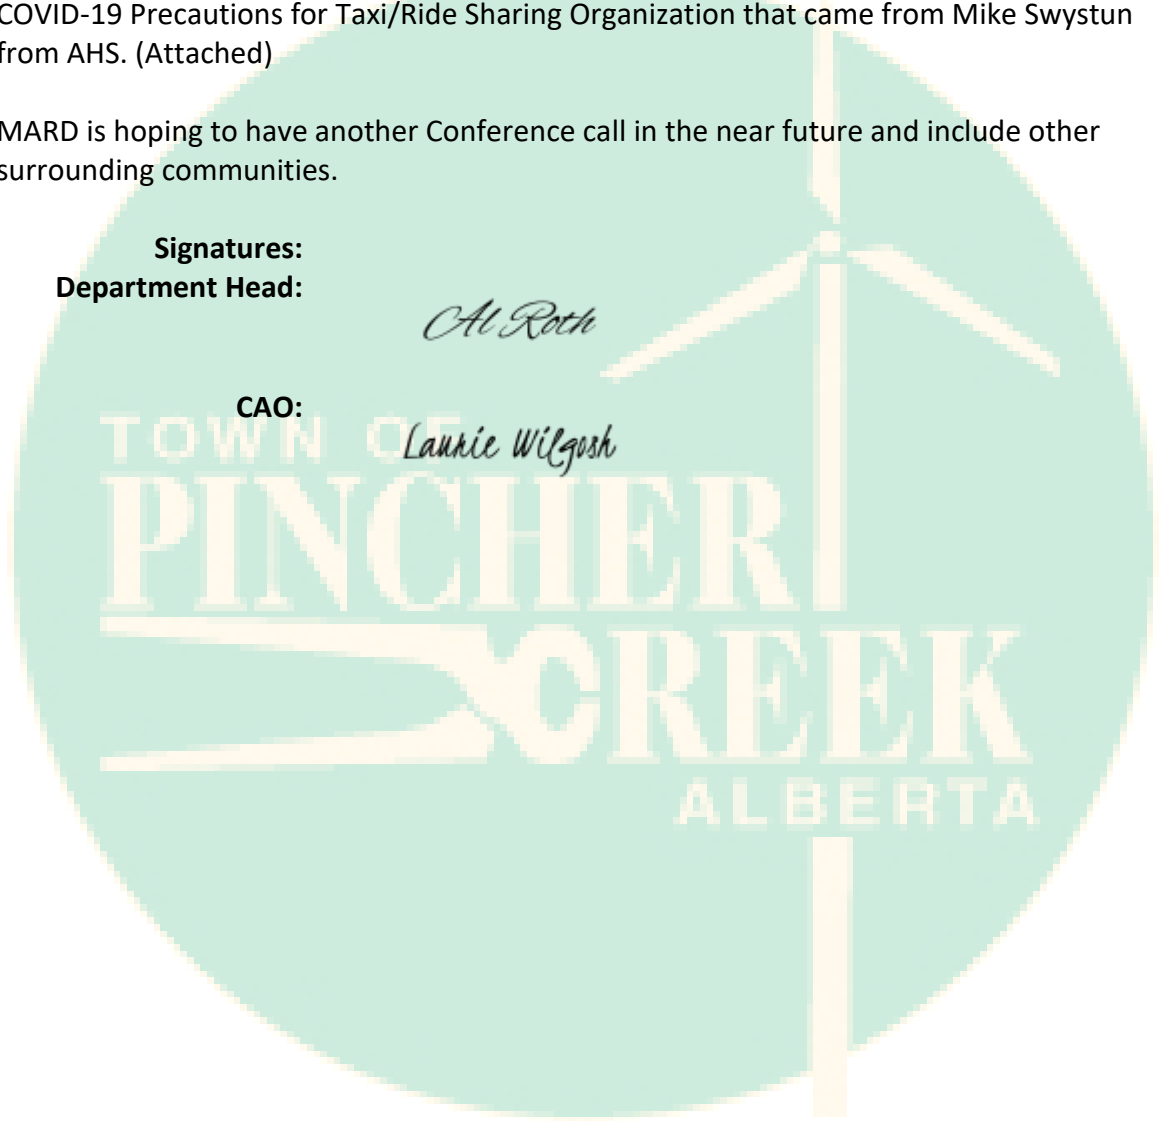 COVID-19 Precautions for Taxi/Ride Sharing Organization that came from Mike Swystun
from AHS. (Attached)
MARD is hoping to have another Conference call in the near future and include other
surrounding communities.
Signatures:
Department Head:
Al Roth
CAO:
Laurie Wilgosh
TOWN OF
PINCHER
CREEK
ALBERTA